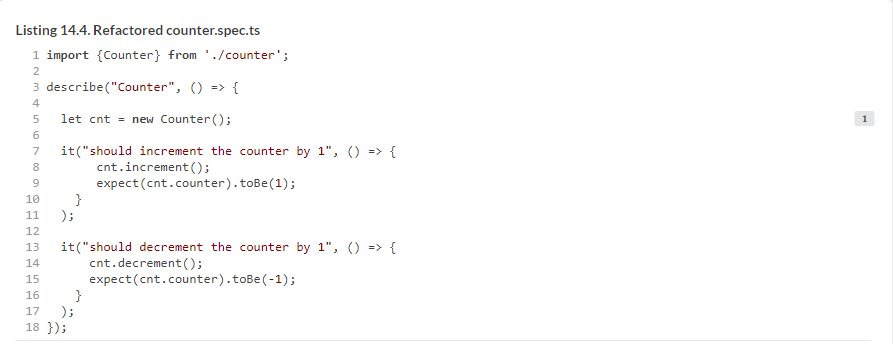 Listing 14.4. Refactored counter.spec.ts
1 import {Counter} from './counter';
2
3 describe("Counter", () => {
4
5   let cnt = new Counter(); 1
6
7   it("should increment the counter by 1", () => {
8        cnt.increment();
9        expect(cnt.counter).toBe(1);
10     }
11   );
12
13   it("should decrement the counter by 1", () => {
14       cnt.decrement();
15       expect(cnt.counter).toBe(-1);
16     }
17   );
18 });